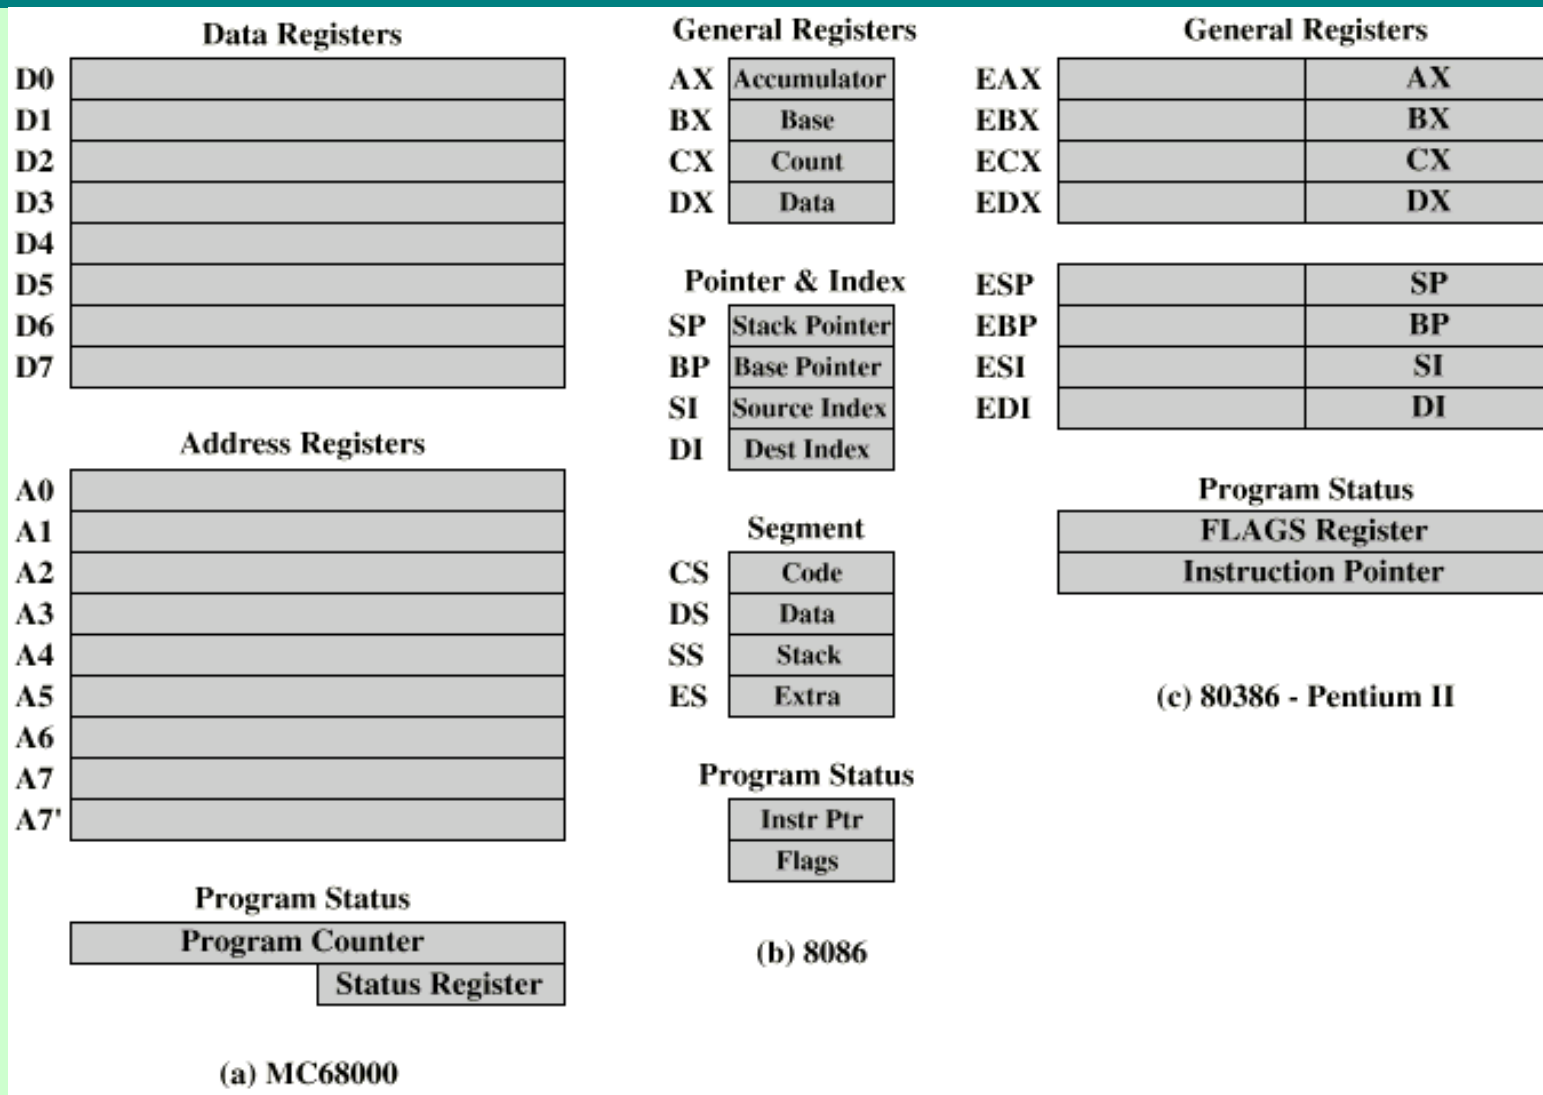 Data Registers
D0
D1
D2
D3
D4
D5
D6
D7
Address Registers
A0
A1
A2
A3
A4
A5
A6
A7
A7'
Program Status
Program Counter
Status Register
(a) MC68000
General Registers
AX Accumulator
BX Base
CX Count
DX Data
Pointer & Index
SP Stack Pointer
BP Base Pointer
SI Source Index
DI Dest Index
Segment
CS Code
DS Data
SS Stack
ES Extra
Program Status
Instr Ptr
Flags
(b) 8086
General Registers
EAX AX
EBX BX
ECX CX
EDX DX
ESP SP
EBP BP
ESI SI
EDI DI
Program Status
FLAGS Register
Instruction Pointer
(c) 80386 - Pentium II